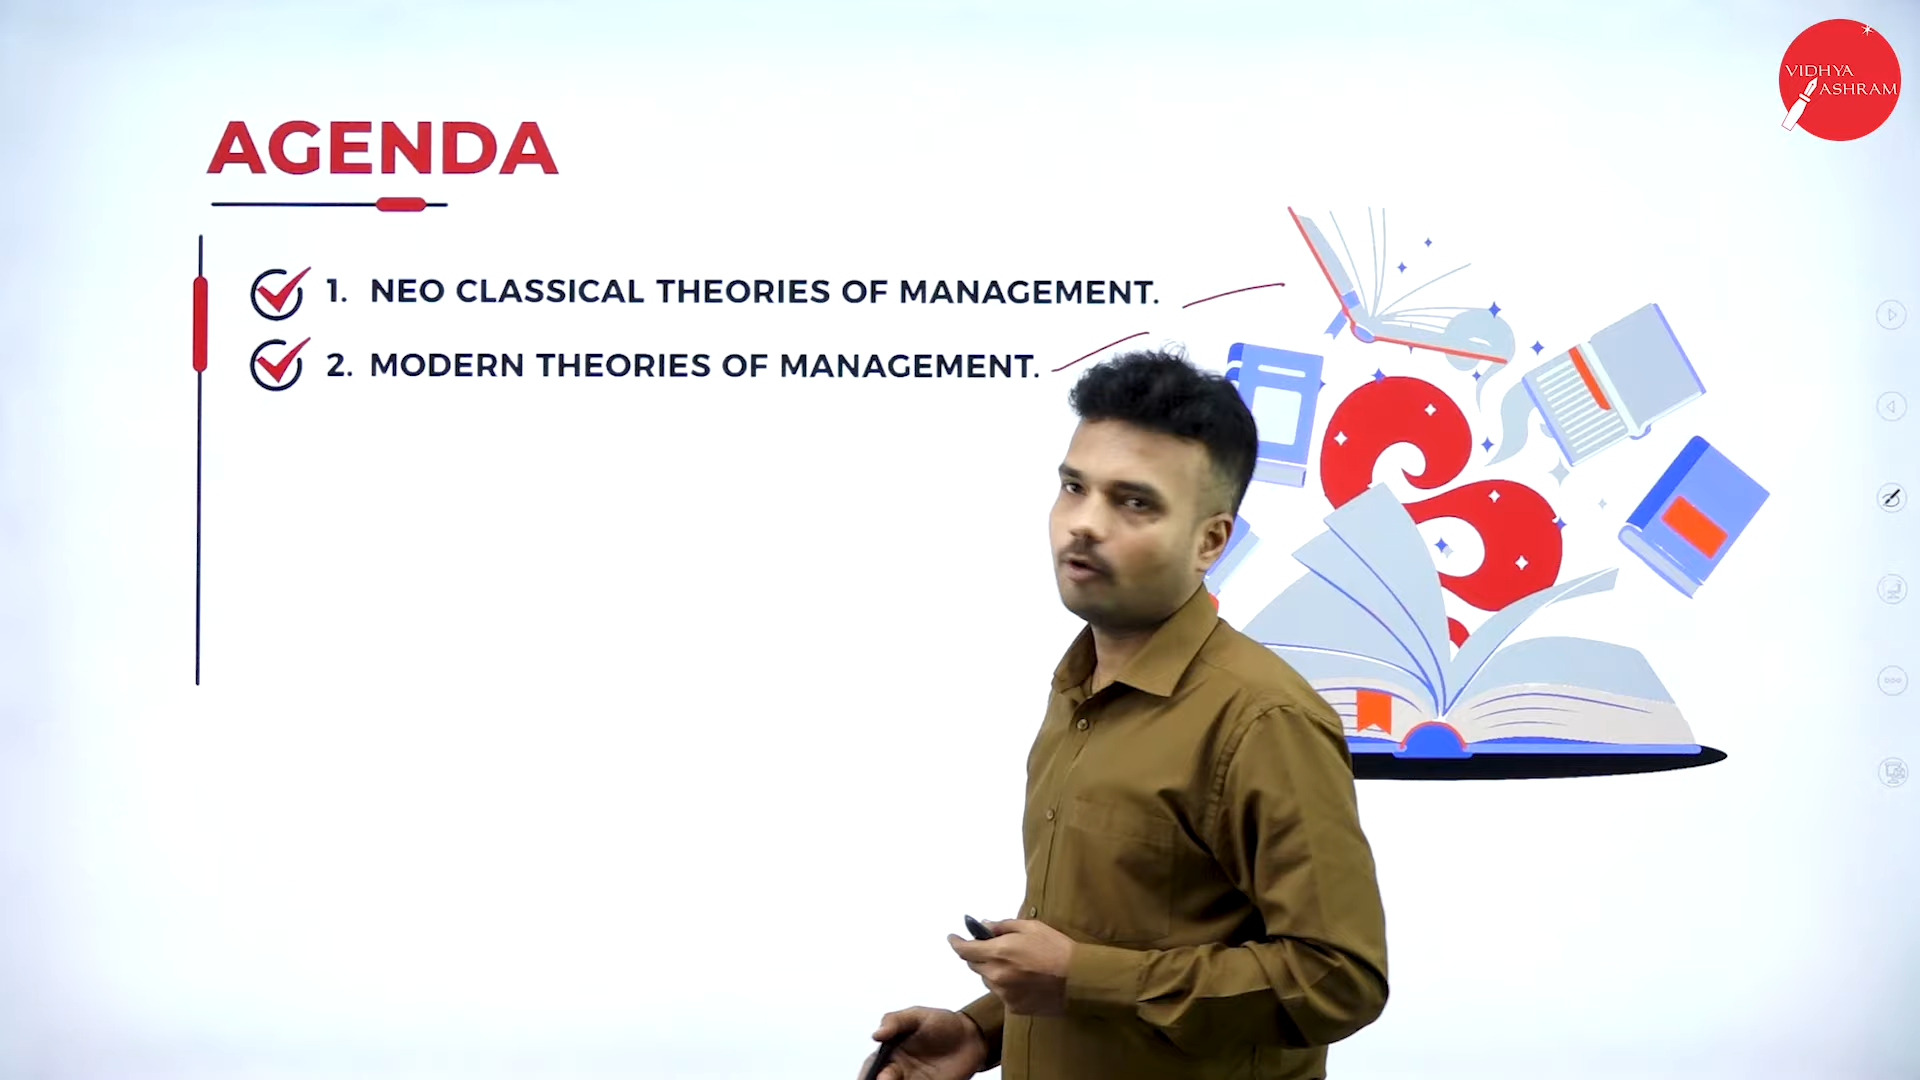 VIDHYA
ASHRAM
AGENDA
1. NEO CLASSICAL THEORIES OF MANAGEMENT.
2. MODERN THEORIES OF MANAGEMENT.